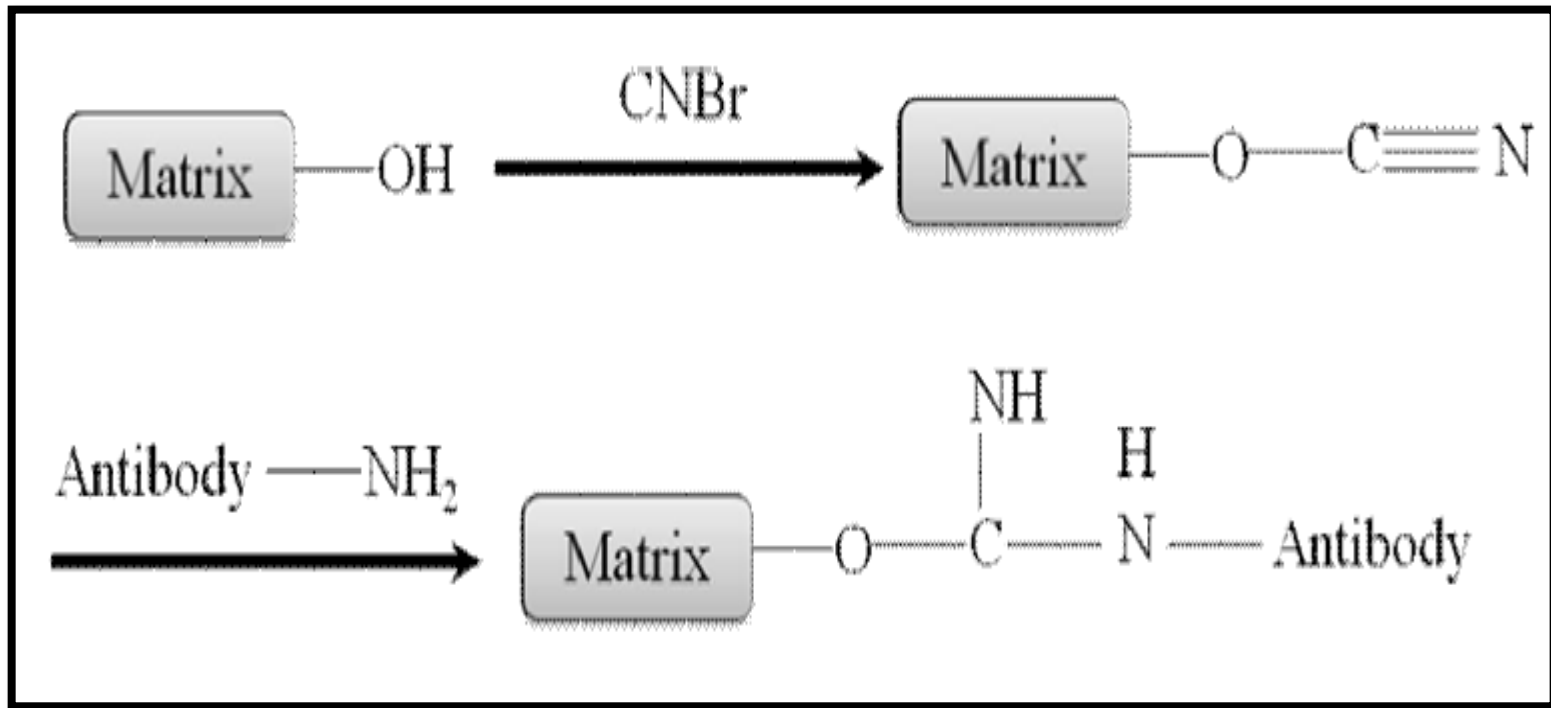 CNBr
Matrix —OH Matrix —O—C≡N
NH
H
Antibody —NH₂
Matrix —O—C—N—Antibody